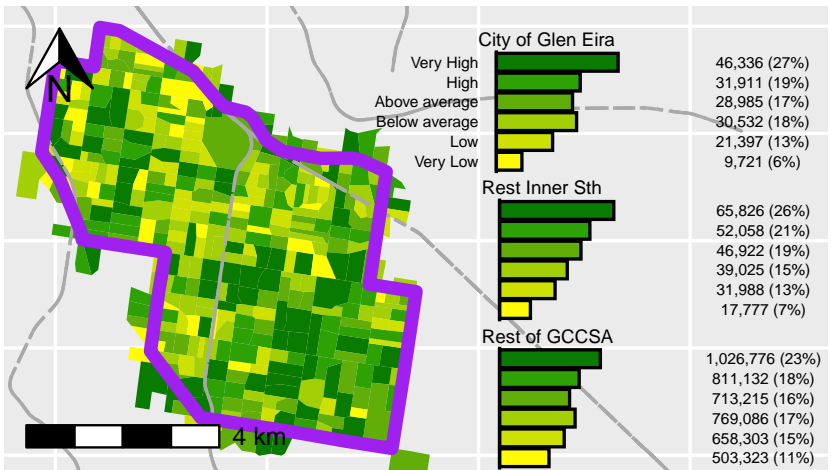 City of Glen Eira
Very High 46,336 (27%)
High 31,911 (19%)
Above average 28,985 (17%)
Below average 30,532 (18%)
Low 21,397 (13%)
Very Low 9,721 (6%)
Rest Inner Sth
65,826 (26%)
52,058 (21%)
46,922 (19%)
39,025 (15%)
31,988 (13%)
17,777 (7%)
Rest of GCCSA
1,026,776 (23%)
811,132 (18%)
713,215 (16%)
769,086 (17%)
658,303 (15%)
503,323 (11%)
N
4 km